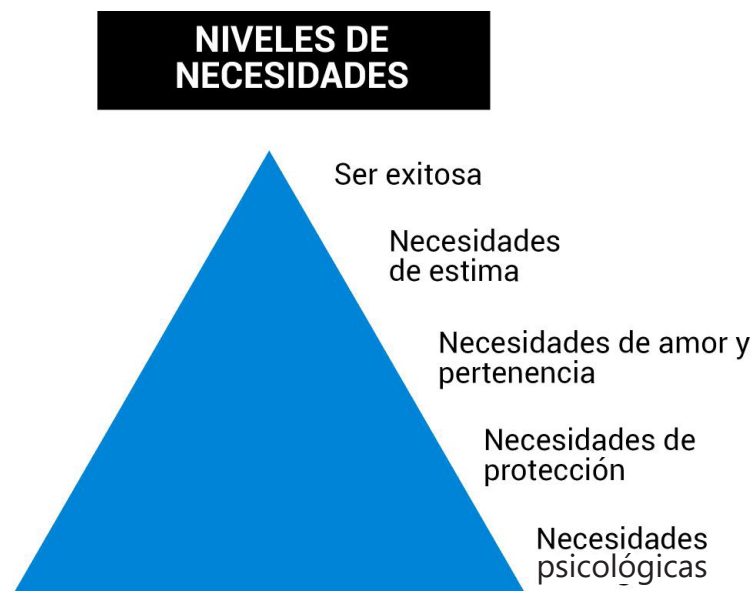 NIVELES DE
NECESIDADES
Ser exitosa
Necesidades
de estima
Necesidades de amor y
pertenencia
Necesidades de
protección
Necesidades
psicológicas